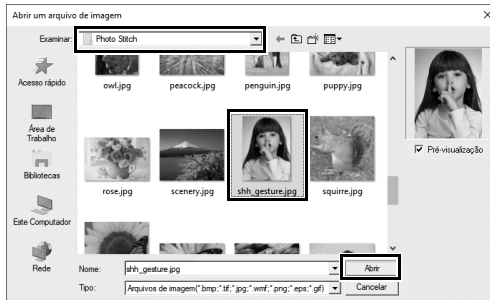 Abrir um arquivo de imagem
Examinar: Photo Stitch
Acesso rápido
Área de
Trabalho
Bibliotecas
Este Computador
Rede
owl.jpg peacock.jpg penguin.jpg puppy.jpg
rose.jpg scenery.jpg shh_gesture.jpg squirre.jpg
Pré-visualização
Nome: shh_gesture.jpg Abrir
Tipo: Arquivos de imagem(*.bmp;*.tif;*.jpg;*.wmf;*.png;*.eps;*.gif) Cancelar